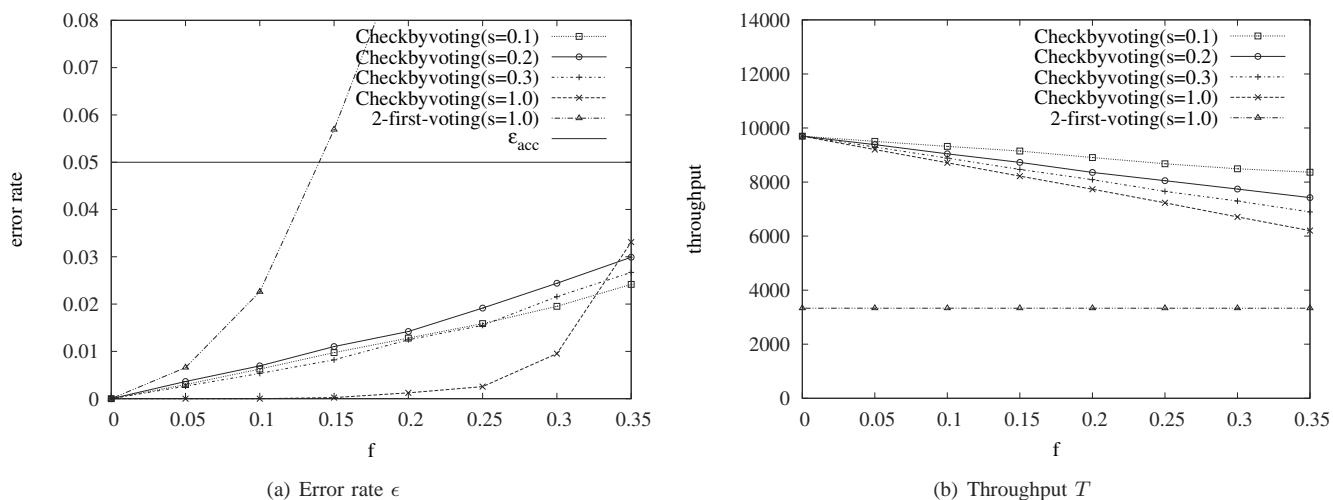 0.08
0.07
0.06
0.05
0.04
0.03
0.02
0.01
0
error rate
Checkbyvoting(s=0.1)
Checkbyvoting(s=0.2)
Checkbyvoting(s=0.3)
Checkbyvoting(s=1.0)
2-first-voting(s=1.0)
εacc
0 0.05 0.1 0.15 0.2 0.25 0.3 0.35
f
(a) Error rate ϵ
14000
12000
10000
8000
6000
4000
2000
0
throughput
Checkbyvoting(s=0.1)
Checkbyvoting(s=0.2)
Checkbyvoting(s=0.3)
Checkbyvoting(s=1.0)
2-first-voting(s=1.0)
0 0.05 0.1 0.15 0.2 0.25 0.3 0.35
f
(b) Throughput T